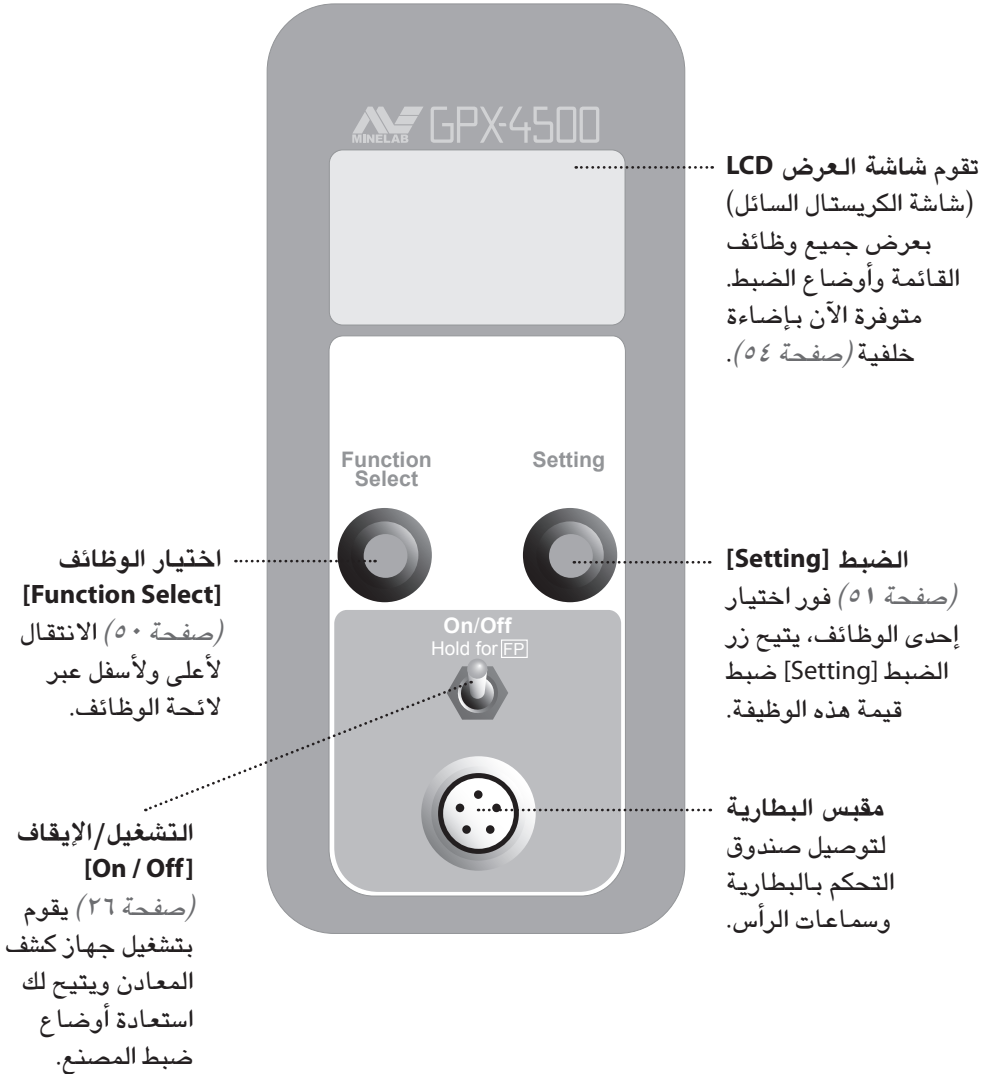 MINELAB GPX-4500
تقوم شاشة العرض LCD
(شاشة الكريستال السائل)
بعرض جميع وظائف
القائمة وأوضاع الضبط.
متوفرة الآن بإضاءة
خلفية (صفحة ٥٤).
Function
Select
Setting
اختيار الوظائف
[Function Select]
(صفحة ٥٠) الانتقال
لأعلى ولأسفل عبر
لائحة الوظائف.
الضبط [Setting]
(صفحة ٥١) فور اختيار
إحدى الوظائف، يتيح زر
الضبط [Setting] ضبط
قيمة هذه الوظيفة.
On/Off
Hold for FP
التشغيل/الإيقاف
[On / Off]
(صفحة ٢٦) يقوم
بتشغيل جهاز كشف
المعادن ويتيح لك
استعادة أوضاع
ضبط المصنع.
مقبس البطارية
لتوصيل صندوق
التحكم بالبطارية
وسماعات الرأس.